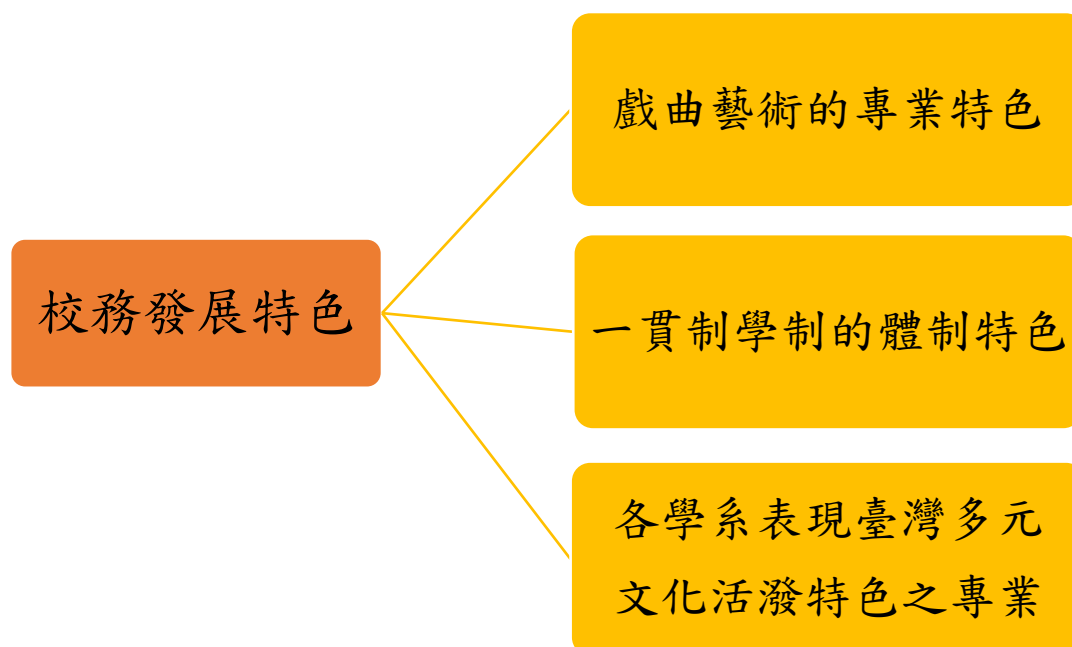 戲曲藝術的專業特色
校務發展特色
一貫制學制的體制特色
各學系表現臺灣多元
文化活潑特色之專業